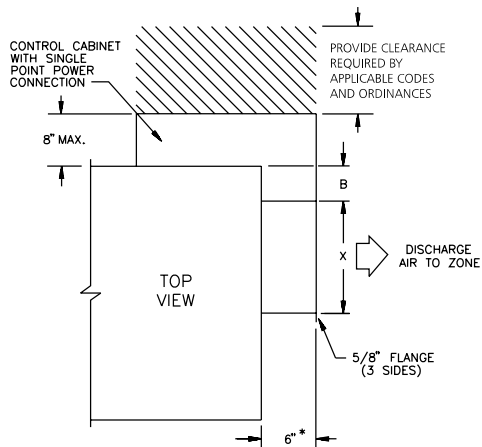 CONTROL CABINET
WITH SINGLE
POINT POWER
CONNECTION
PROVIDE CLEARANCE
REQUIRED BY
APPLICABLE CODES
AND ORDINANCES
8" MAX.
B
X
DISCHARGE
AIR TO ZONE
TOP
VIEW
5/8" FLANGE
(3 SIDES)
6"*